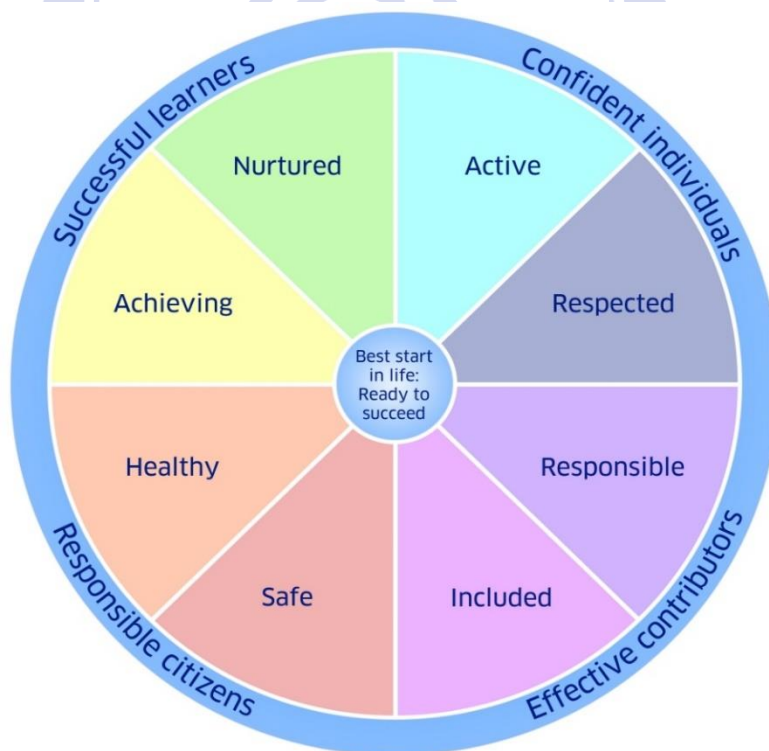 Successful learners
Confident individuals
Nurtured
Active
Achieving
Respected
Best start
in life:
Ready to
succeed
Healthy
Responsible
Safe
Included
Responsible citizens
Effective contributors